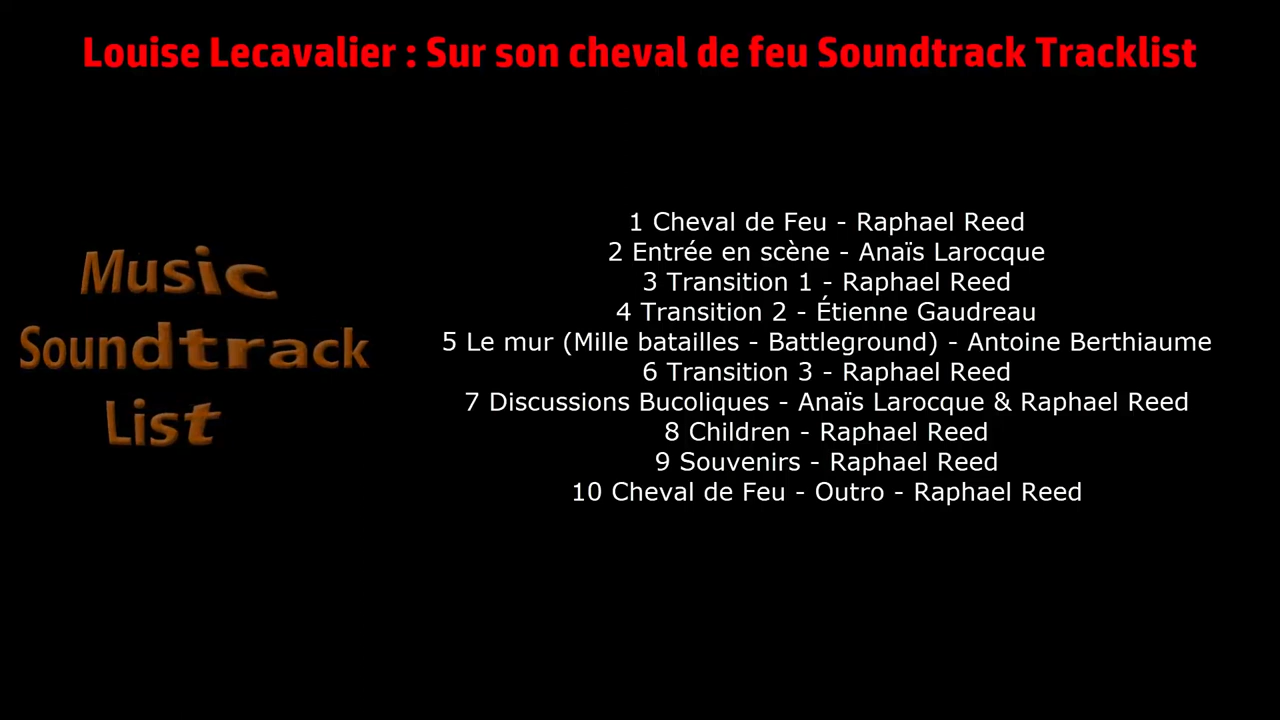 Louise Lecavalier : Sur son cheval de feu Soundtrack Tracklist
Music
Soundtrack
List
1 Cheval de Feu - Raphael Reed
2 Entrée en scène - Anaïs Larocque
3 Transition 1 - Raphael Reed
4 Transition 2 - Étienne Gaudreau
5 Le mur (Mille batailles - Battleground) - Antoine Berthiaume
6 Transition 3 - Raphael Reed
7 Discussions Bucoliques - Anaïs Larocque & Raphael Reed
8 Children - Raphael Reed
9 Souvenirs - Raphael Reed
10 Cheval de Feu - Outro - Raphael Reed